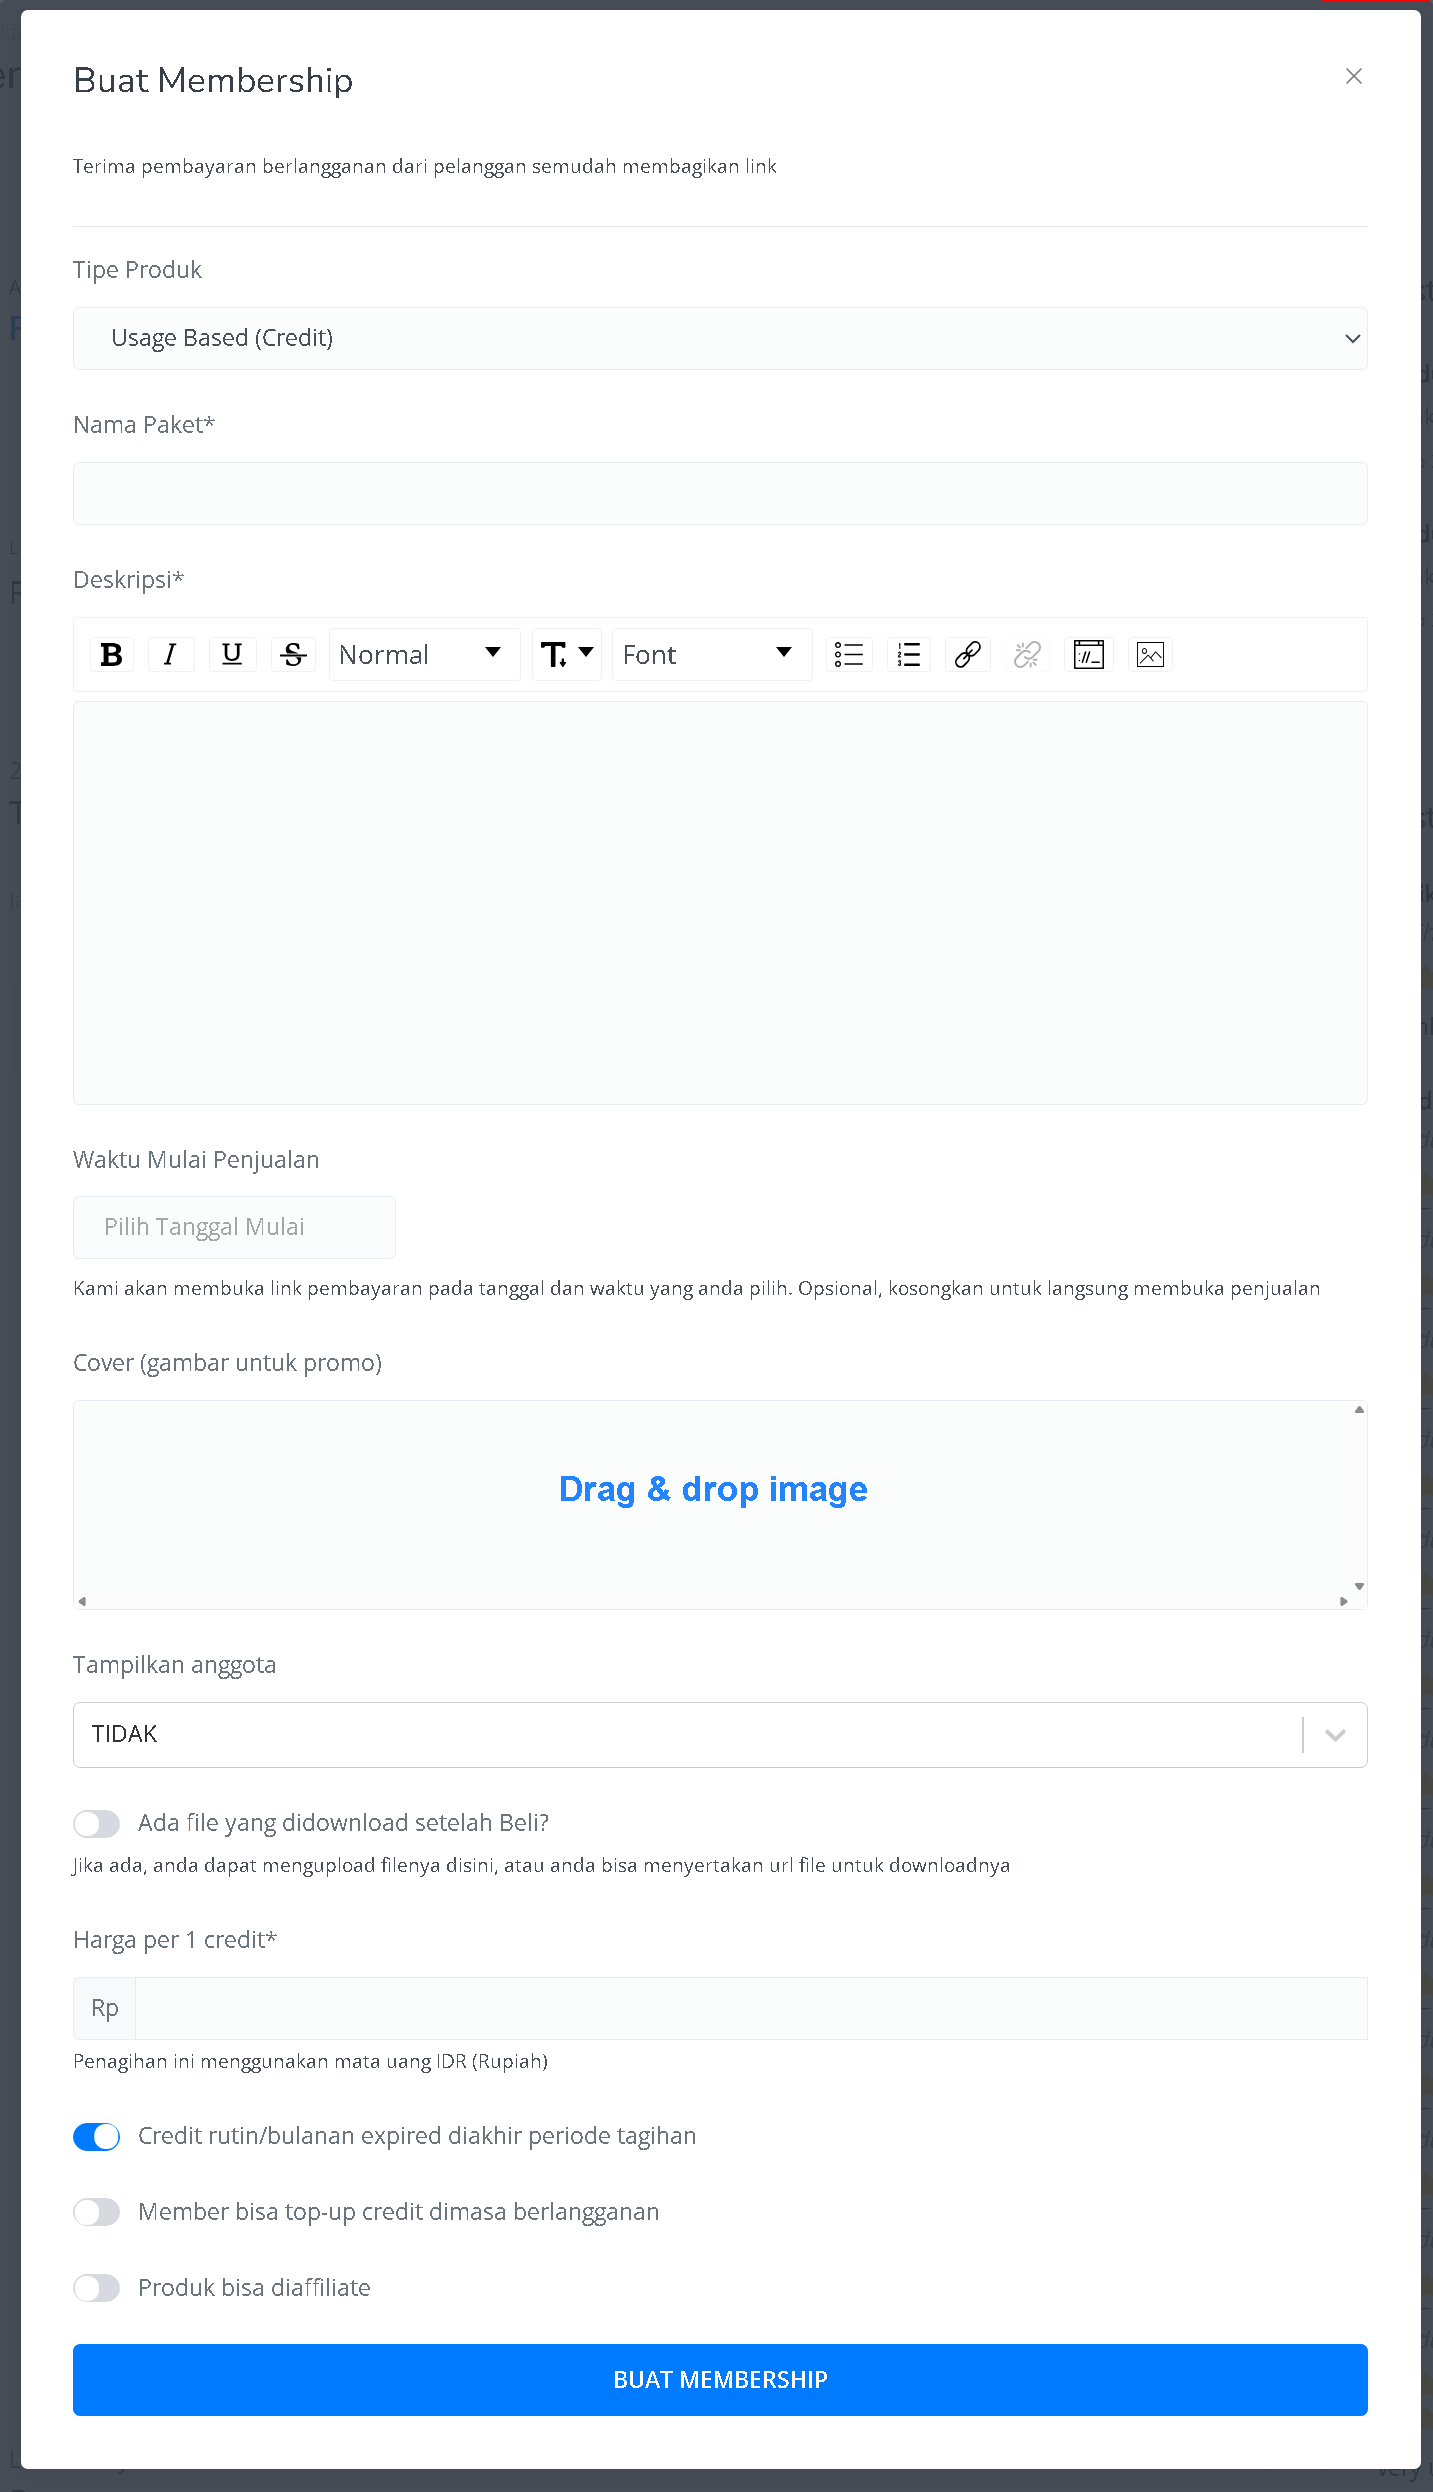 Buat Membership
Terima pembayaran berlangganan dari pelanggan semudah membagikan link
Tipe Produk
Usage Based (Credit)
Nama Paket*
Deskripsi*
B I U S Normal T Font
Waktu Mulai Penjualan
Pilih Tanggal Mulai
Kami akan membuka link pembayaran pada tanggal dan waktu yang anda pilih. Opsional, kosongkan untuk langsung membuka penjualan
Cover (gambar untuk promo)
Drag & drop image
Tampilkan anggota
TIDAK
Ada file yang didownload setelah Beli?
Jika ada, anda dapat mengupload filenya disini, atau anda bisa menyertakan url file untuk downloadnya
Harga per 1 credit*
Rp
Penagihan ini menggunakan mata uang IDR (Rupiah)
Credit rutin/bulanan expired diakhir periode tagihan
Member bisa top-up credit dimasa berlangganan
Produk bisa diaffiliate
BUAT MEMBERSHIP